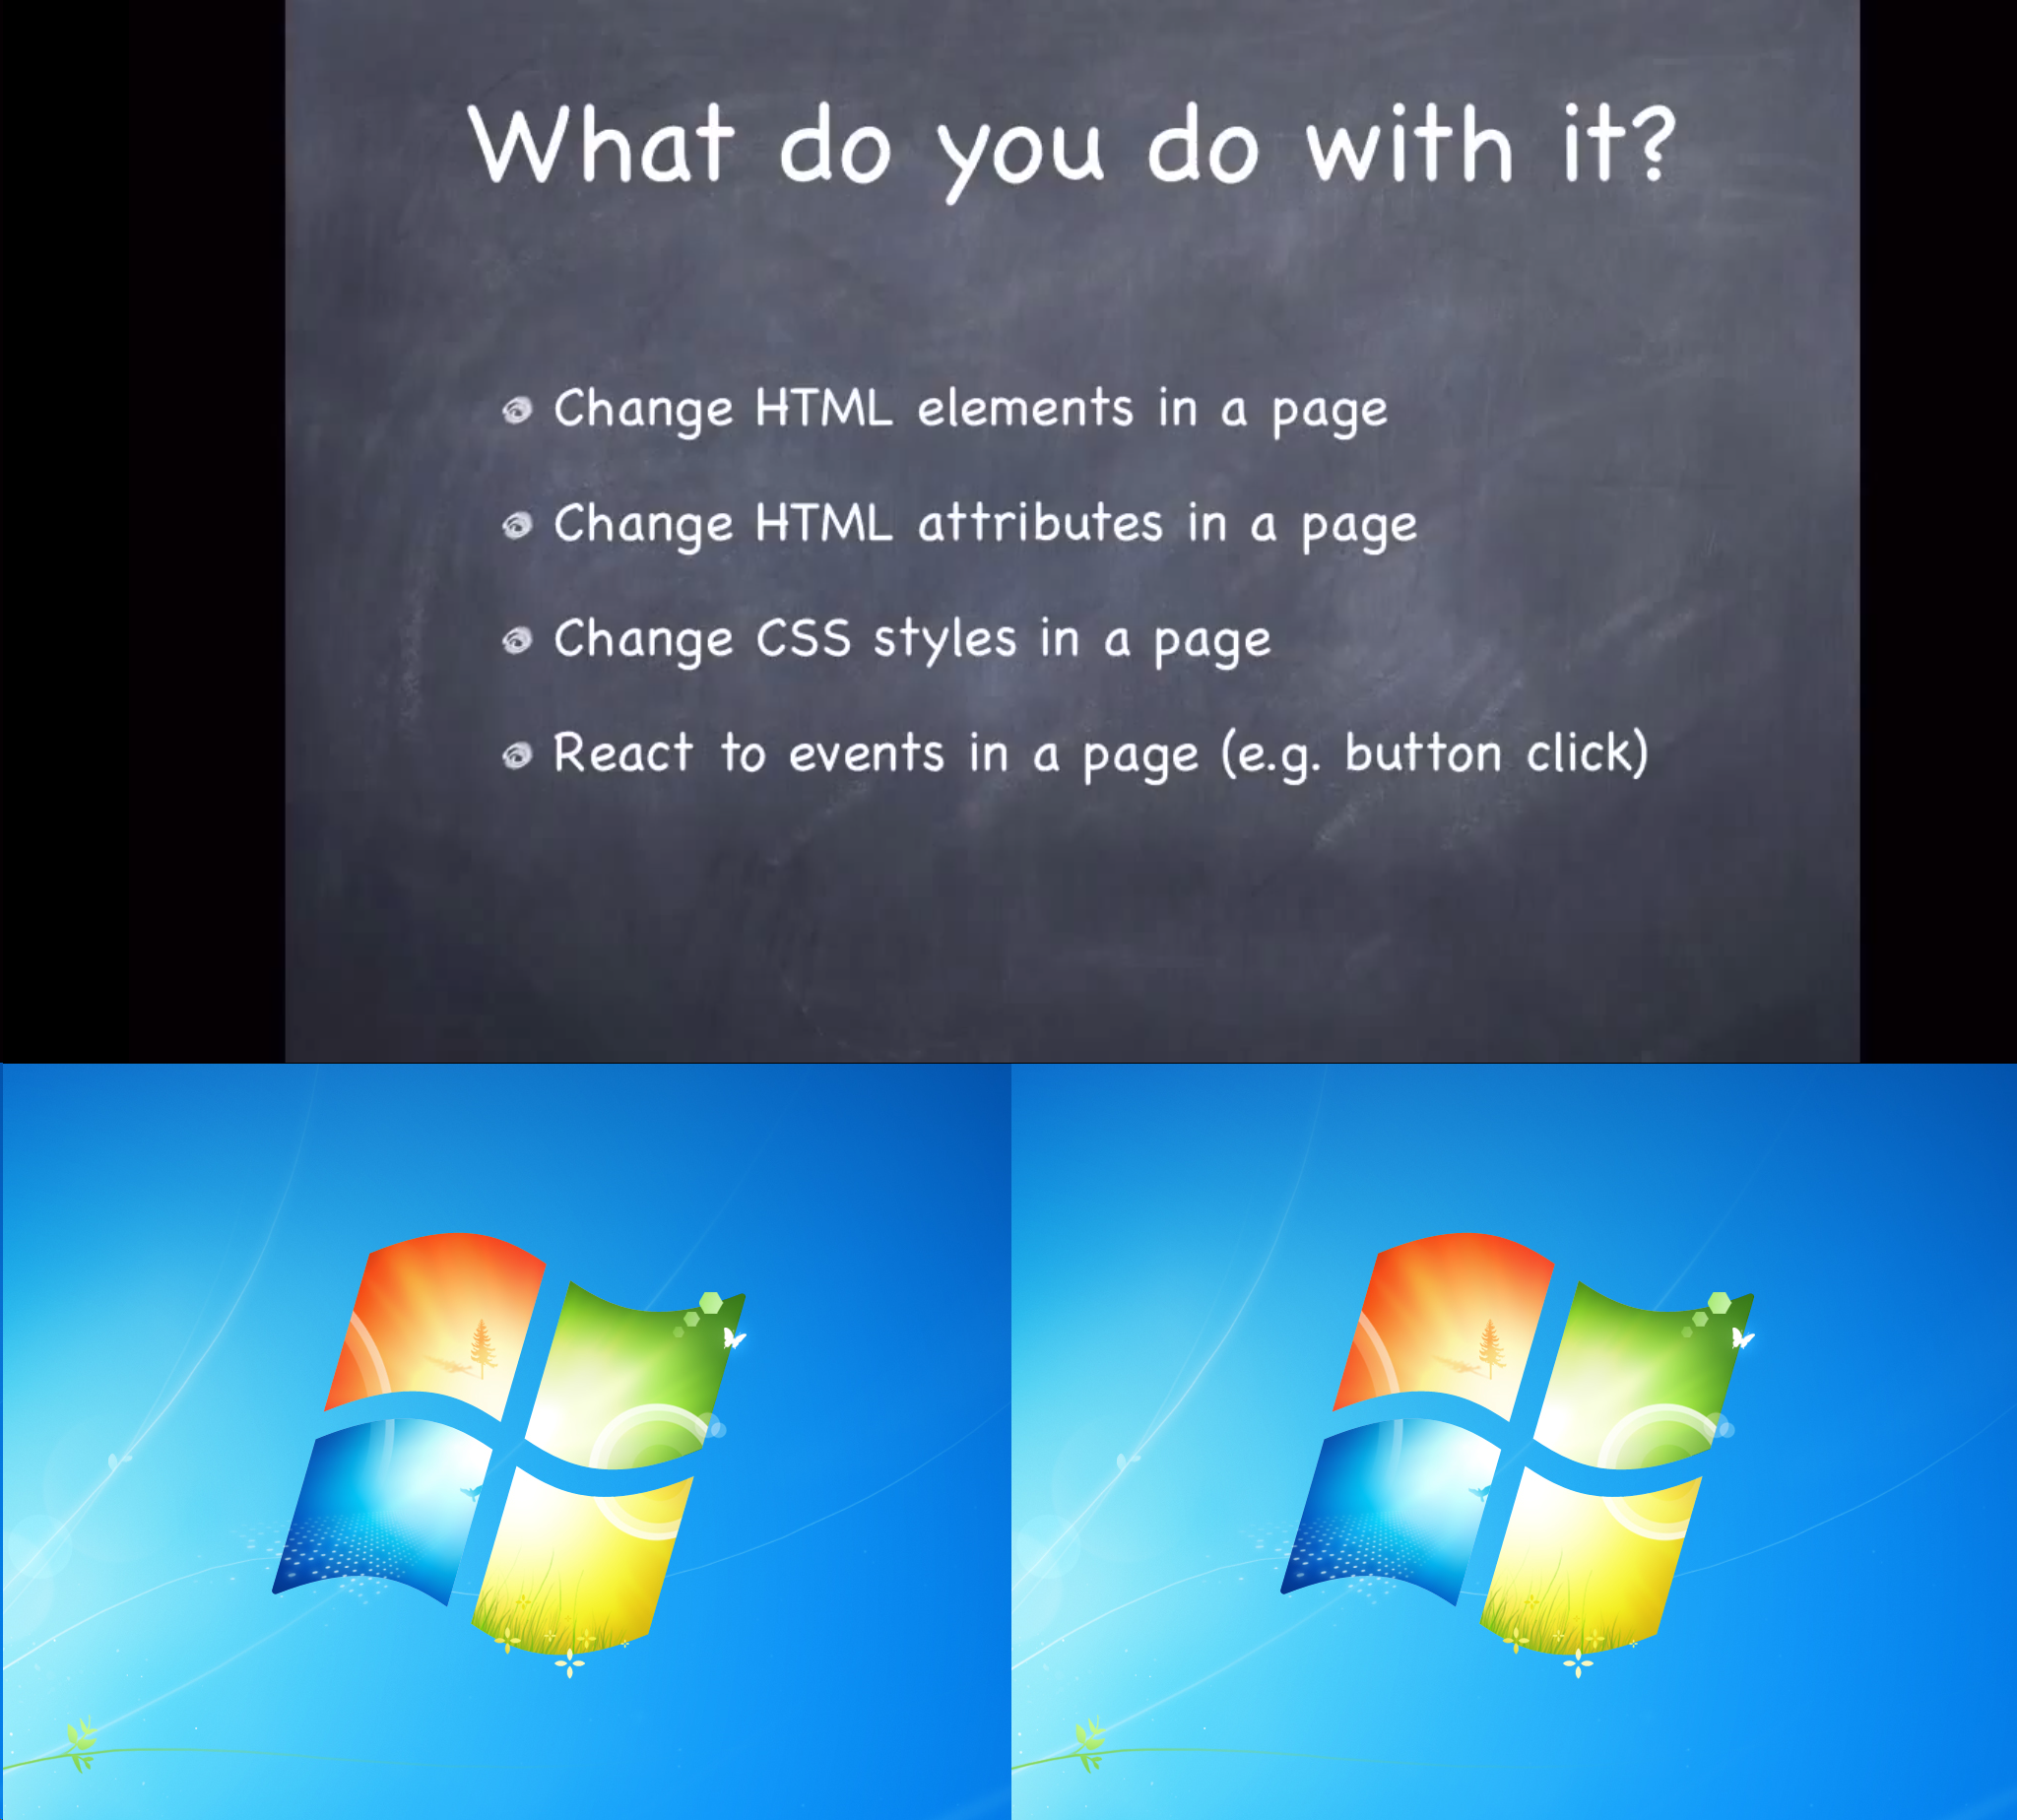 What do you do with it?
Change HTML elements in a page
Change HTML attributes in a page
Change CSS styles in a page
React to events in a page (e.g. button click)